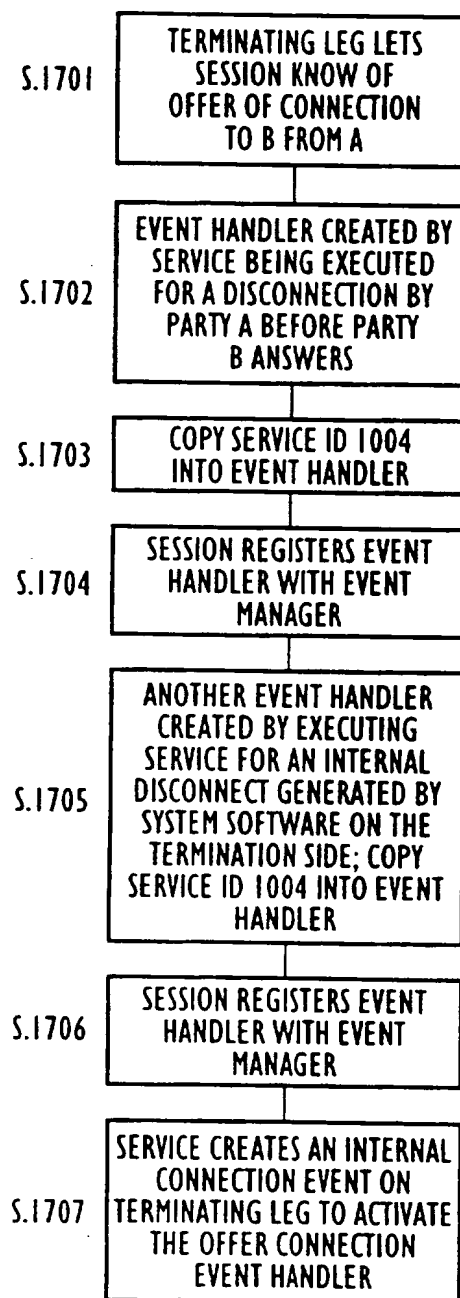 S.1701
TERMINATING LEG LETS
SESSION KNOW OF
OFFER OF CONNECTION
TO B FROM A
S.1702
EVENT HANDLER CREATED BY
SERVICE BEING EXECUTED
FOR A DISCONNECTION BY
PARTY A BEFORE PARTY
B ANSWERS
S.1703
COPY SERVICE ID 1004
INTO EVENT HANDLER
S.1704
SESSION REGISTERS EVENT
HANDLER WITH EVENT
MANAGER
S.1705
ANOTHER EVENT HANDLER
CREATED BY EXECUTING
SERVICE FOR AN INTERNAL
DISCONNECT GENERATED BY
SYSTEM SOFTWARE ON THE
TERMINATION SIDE; COPY
SERVICE ID 1004 INTO EVENT
HANDLER
S.1706
SESSION REGISTERS EVENT
HANDLER WITH EVENT
MANAGER
S.1707
SERVICE CREATES AN INTERNAL
CONNECTION EVENT ON
TERMINATING LEG TO ACTIVATE
THE OFFER CONNECTION
EVENT HANDLER